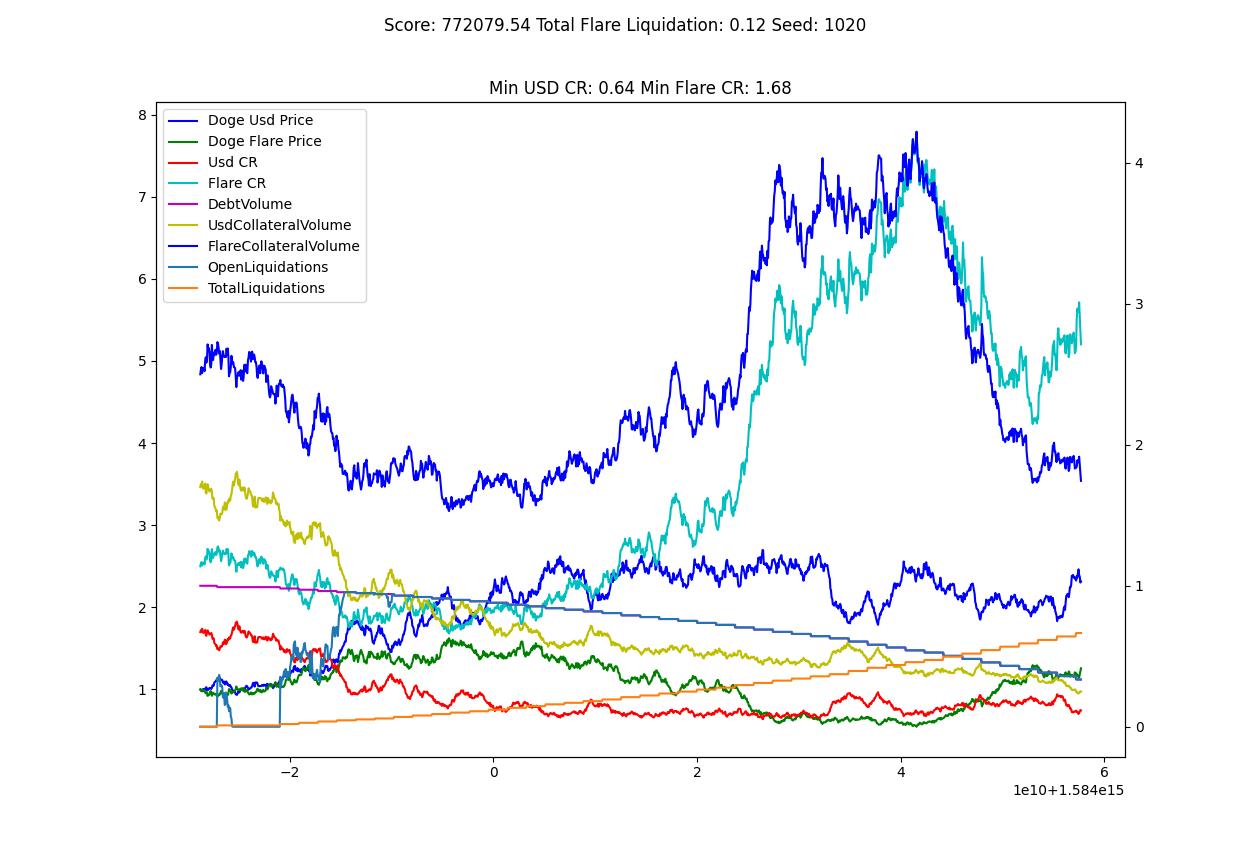 Score: 772079.54 Total Flare Liquidation: 0.12 Seed: 1020
Min USD CR: 0.64 Min Flare CR: 1.68
Doge Usd Price
Doge Flare Price
Usd CR
Flare CR
DebtVolume
UsdCollateralVolume
FlareCollateralVolume
OpenLiquidations
TotalLiquidations
8
7
6
5
4
3
2
1
4
3
2
1
0
−2
0
2
4
6
1e10+1.584e15